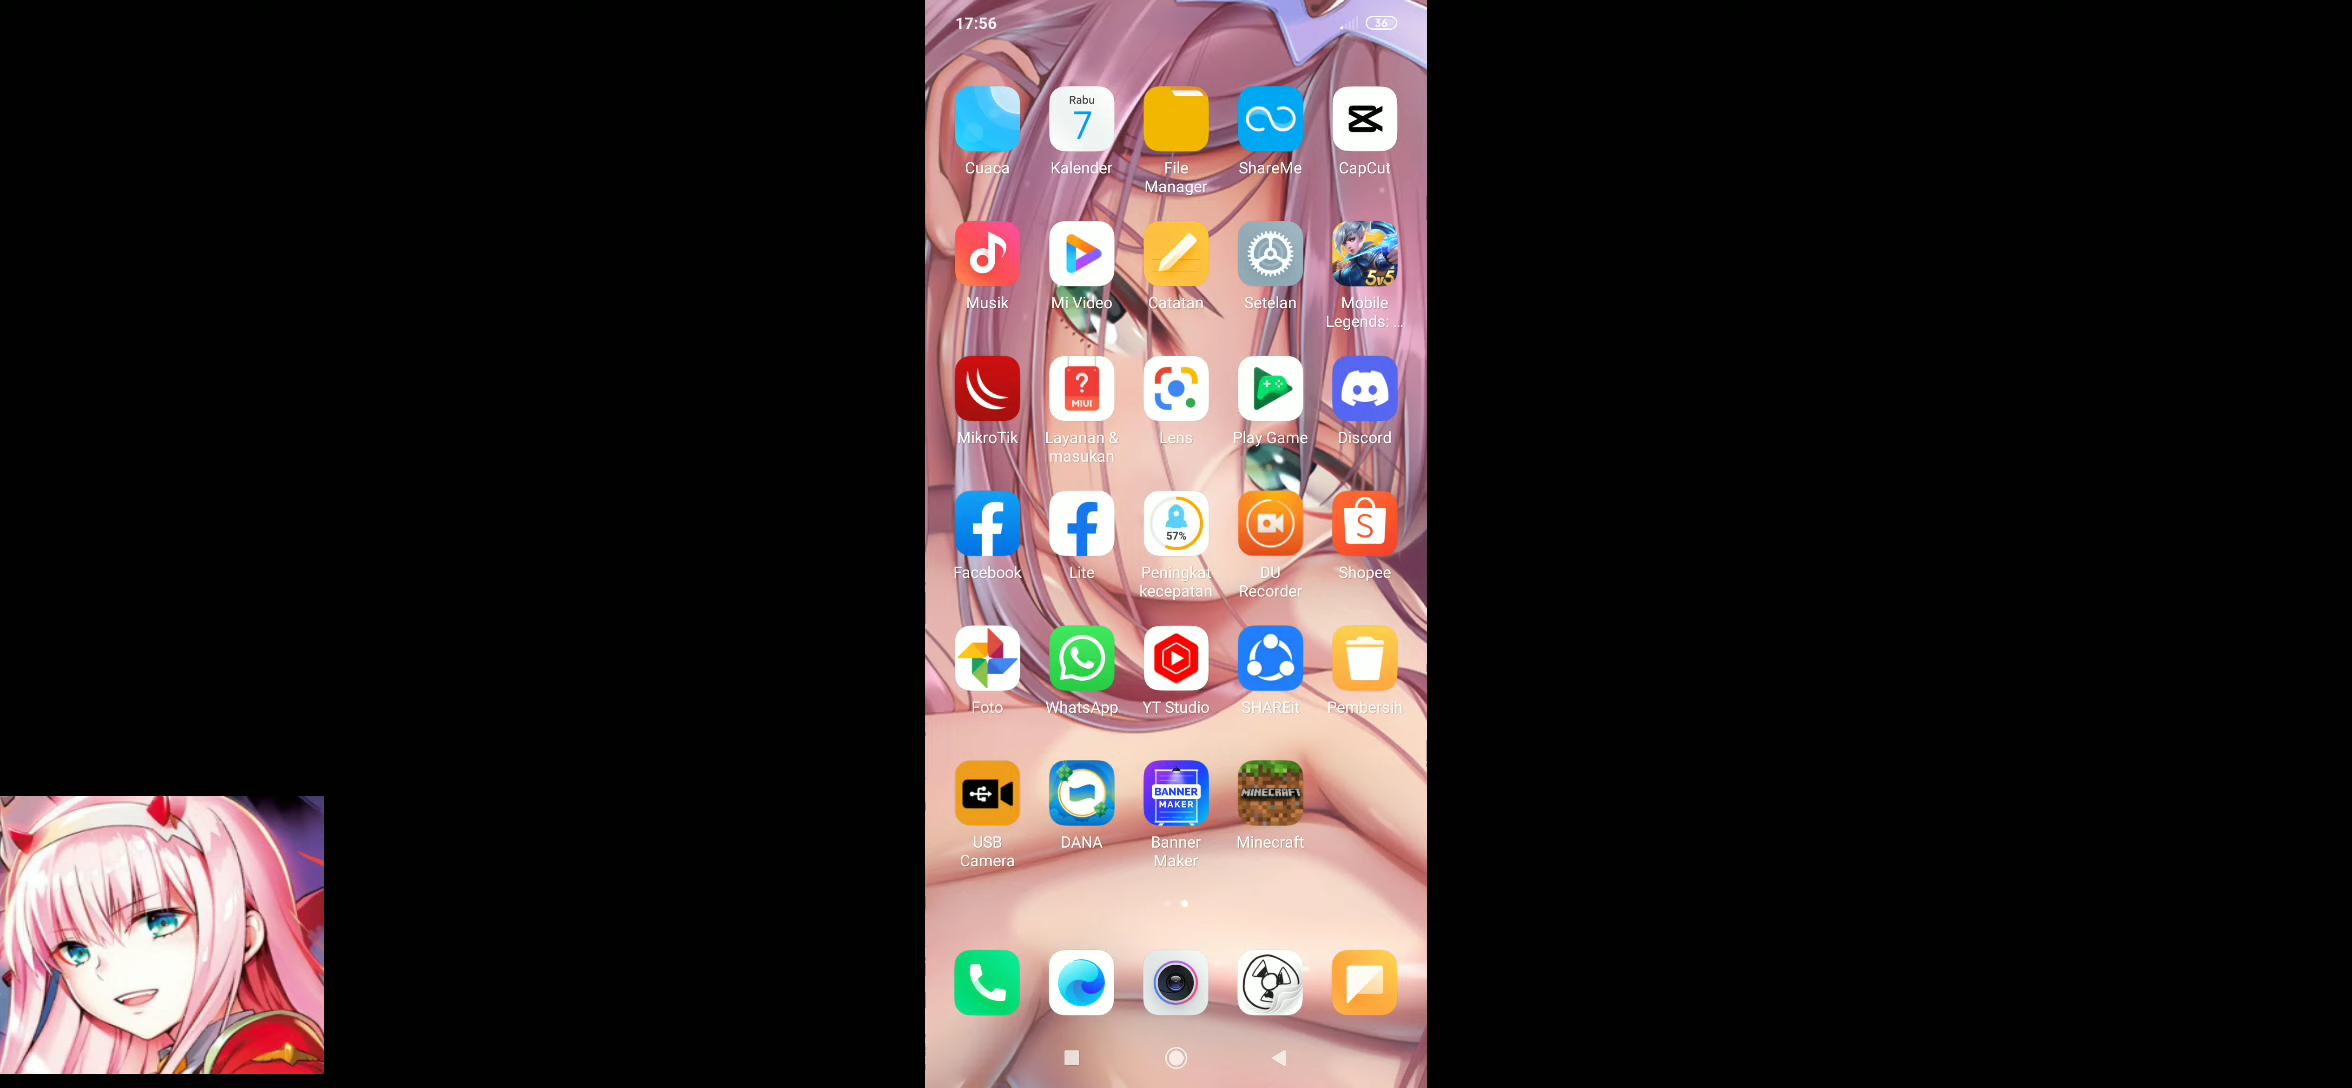 17:56
36
Rabu
7
Cuaca
Kalender
File
Manager
ShareMe
CapCut
5v5
Musik
Mi Video
Catatan
Setelan
Mobile
Legends: ...
?
MIUI
MikroTik
Layanan &
masukan
Lens
Play Game
Discord
57%
S
Facebook
Lite
Peningkat
kecepatan
DU
Recorder
Shopee
Foto
WhatsApp
YT Studio
SHAREit
Pembersih
BANNER
MAKER
MINECRAFT
USB
Camera
DANA
Banner
Maker
Minecraft